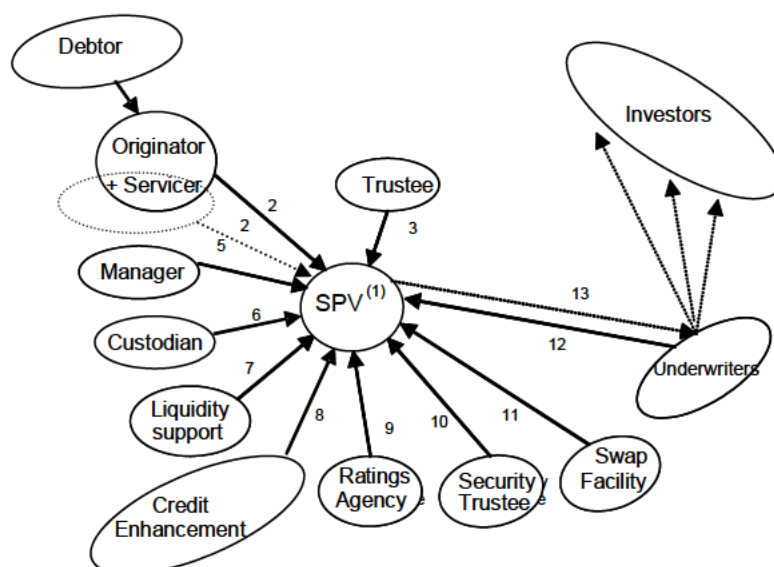 Debtor
Originator
+ Servicer
2
2
Trustee
3
Investors
5
Manager
SPV (1)
13
6
Custodian
12
Underwriters
7
Liquidity
support
8
9
10
11
Swap
Facility
Ratings
Agency
Security
Trustee
Credit
Enhancement